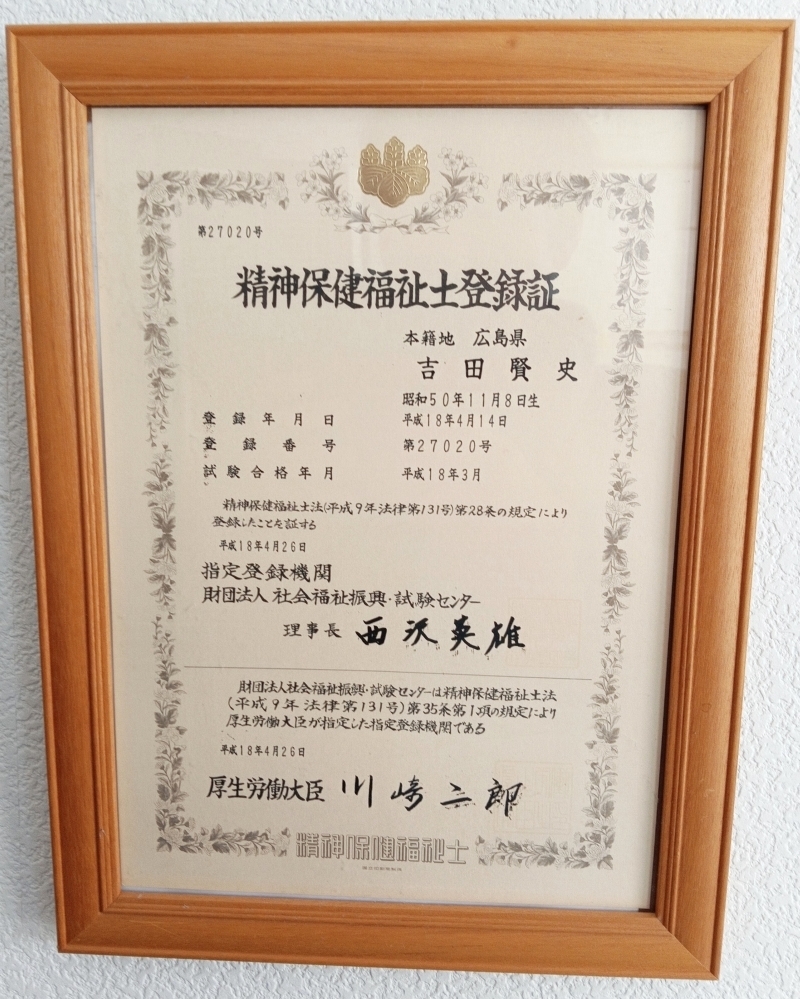 第27020号
精神保健福祉士登録証
本籍地 広島県
吉田賢史
昭和50年11月8日生
登録年月日 平成18年4月14日
登録番号 第27020号
試験合格年月 平成18年3月
精神保健福祉士法(平成9年法律第131号)第28条の規定により
登録したことを証する
平成18年4月26日
指定登録機関
財団法人 社会福祉振興・試験センター
理事長 西沢英雄
財団法人社会福祉振興・試験センターは精神保健福祉士法
(平成9年法律第131号)第35条第1項の規定により
厚生労働大臣が指定した指定登録機関である
平成18年4月26日
厚生労働大臣 川崎二郎
精神保健福祉士